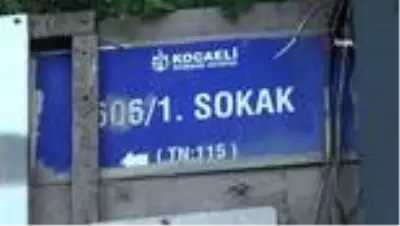 KOCAELİ
606/1. SOKAK
( TN:115 )